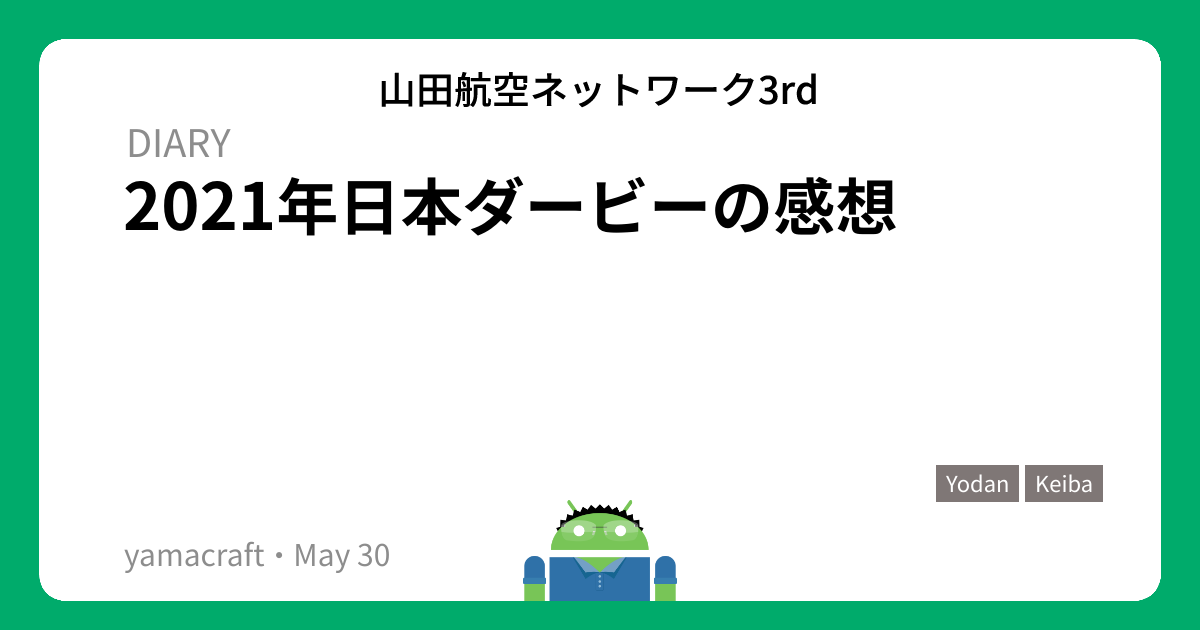 山田航空ネットワーク3rd
DIARY
2021年日本ダービーの感想
Yodan Keiba
yamacraft・May 30